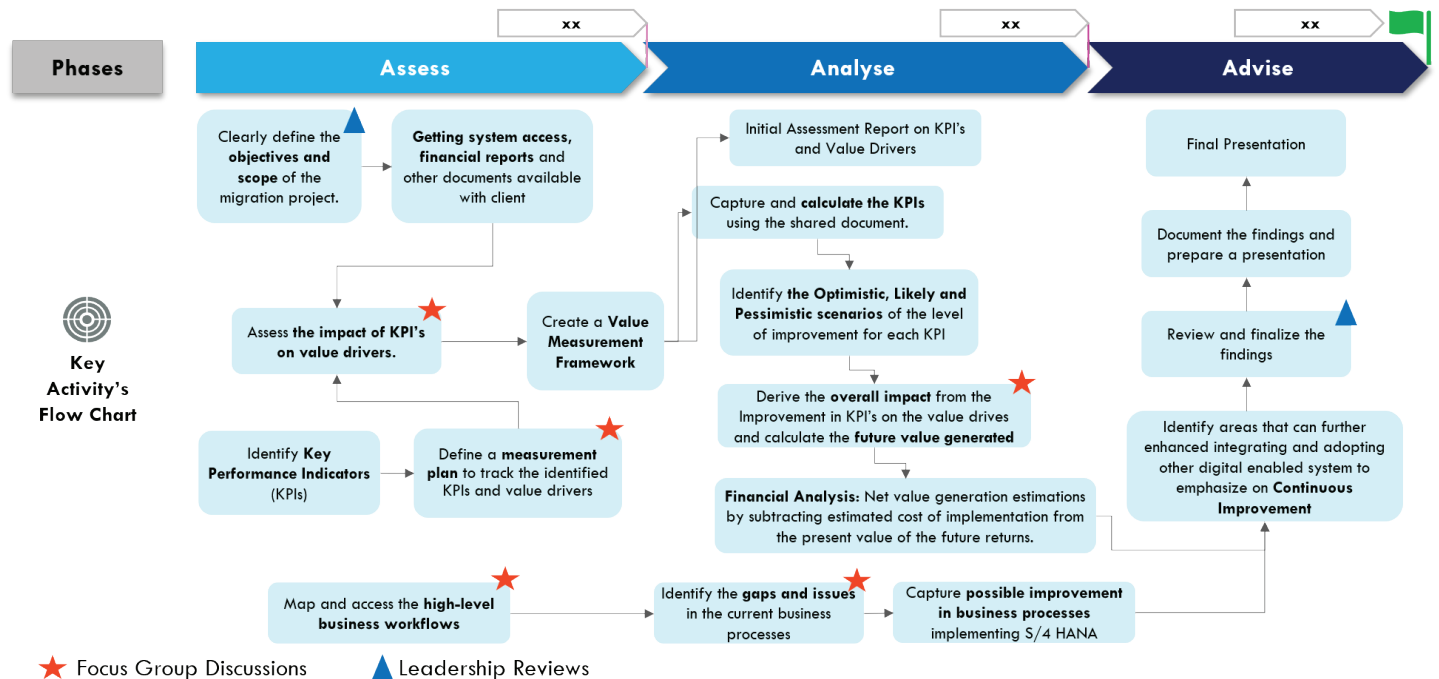 xx
xx
xx
Phases
Assess
Analyse
Advise
Clearly define the
objectives and
scope of the
migration project.
Getting system access,
financial reports and
other documents available
with client
Initial Assessment Report on KPI's
and Value Drivers
Final Presentation
Capture and calculate the KPIs
using the shared document.
Document the findings and
prepare a presentation
Identify the Optimistic, Likely and
Pessimistic scenarios of the level
of improvement for each KPI
Assess the impact of KPI's
on value drivers.
Create a Value
Measurement
Framework
Review and finalize the
findings
Key
Activity's
Flow Chart
Derive the overall impact from the
Improvement in KPI's on the value drives
and calculate the future value generated
Identify Key
Performance Indicators
(KPIs)
Define a measurement
plan to track the identified
KPIs and value drivers
Identify areas that can further
enhanced integrating and adopting
other digital enabled system to
emphasize on Continuous
Improvement
Financial Analysis: Net value generation estimations
by subtracting estimated cost of implementation from
the present value of the future returns.
Map and access the high-level
business workflows
Identify the gaps and issues
in the current business
processes
Capture possible improvement
in business processes
implementing S/4 HANA
Focus Group Discussions
Leadership Reviews